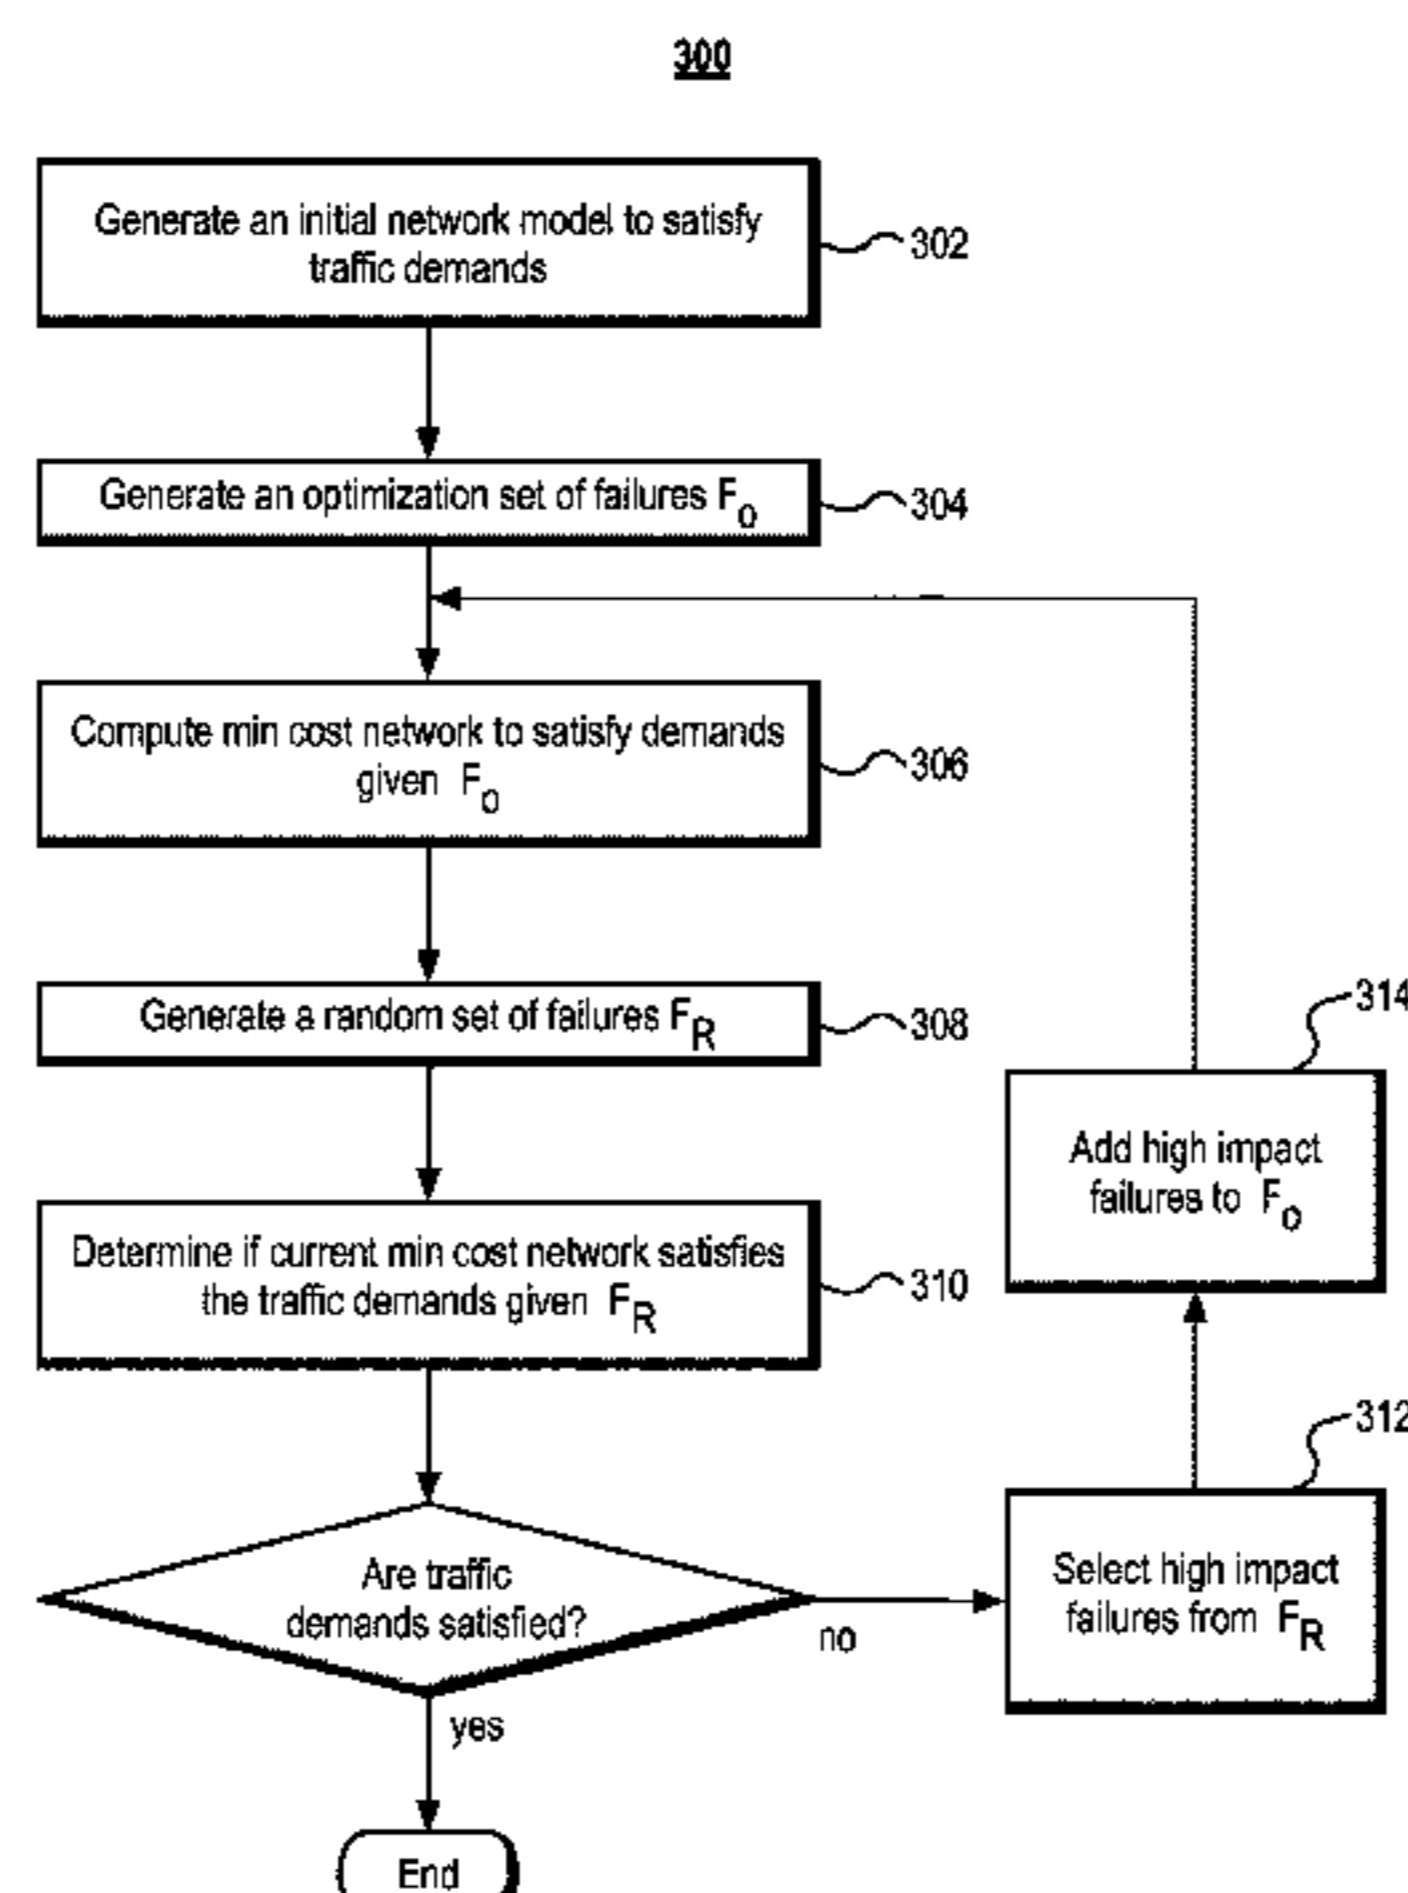 300
Generate an initial network model to satisfy
traffic demands
302
Generate an optimization set of failures Fo
304
Compute min cost network to satisfy demands
given Fo
306
Generate a random set of failures FR
308
314
Add high impact
failures to Fo
Determine if current min cost network satisfies
the traffic demands given FR
310
312
Select high impact
failures from FR
Are traffic
demands satisfied?
no
yes
End